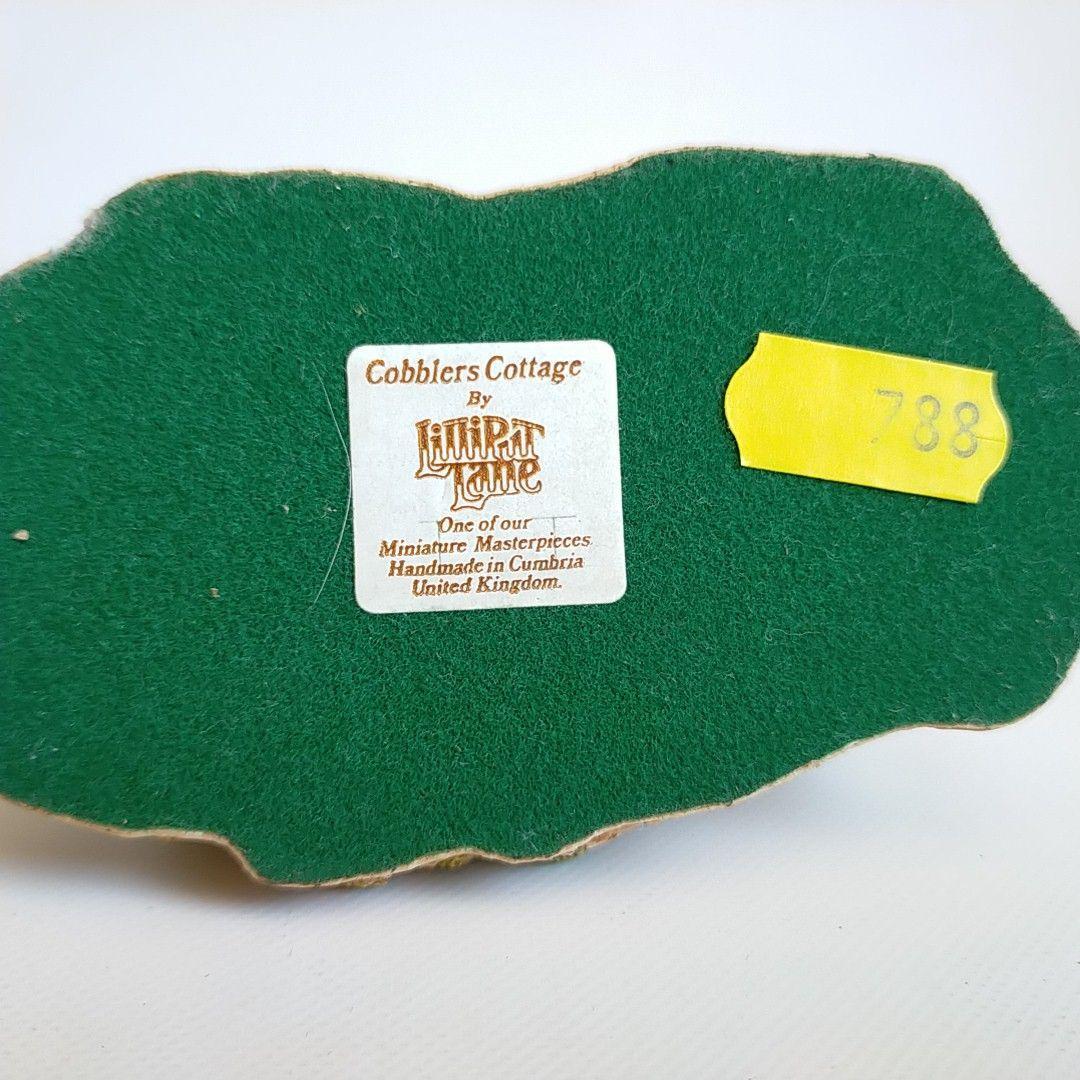 Cobblers Cottage
By
LilliPuT
Lane
One of our
Miniature Masterpieces
Handmade in Cumbria
United Kingdom.
788